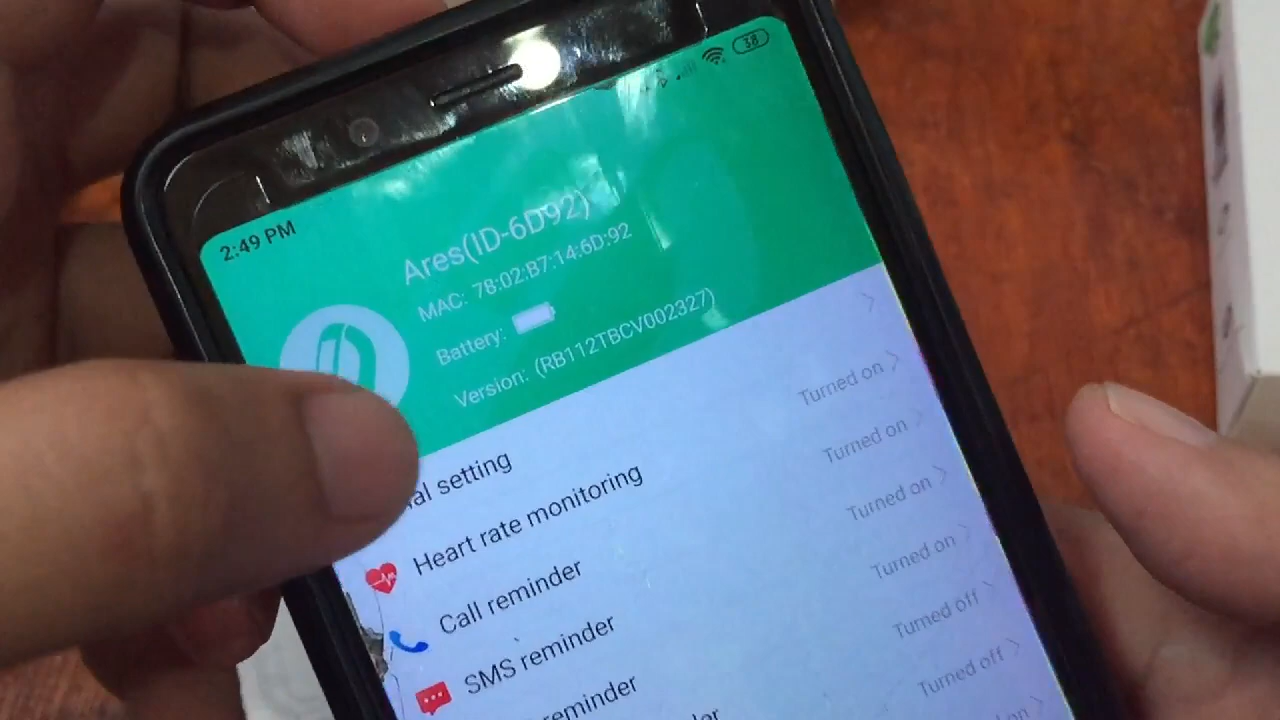 38
2:49 PM
Ares(ID-6D92)
MAC: 78:02:B7:14:6D:92
Battery:
Version: (RB112TBCV002327)
al setting
Heart rate monitoring
Turned on
Call reminder
Turned on
SMS reminder
Turned on
reminder
Turned on
Turned off
Turned off